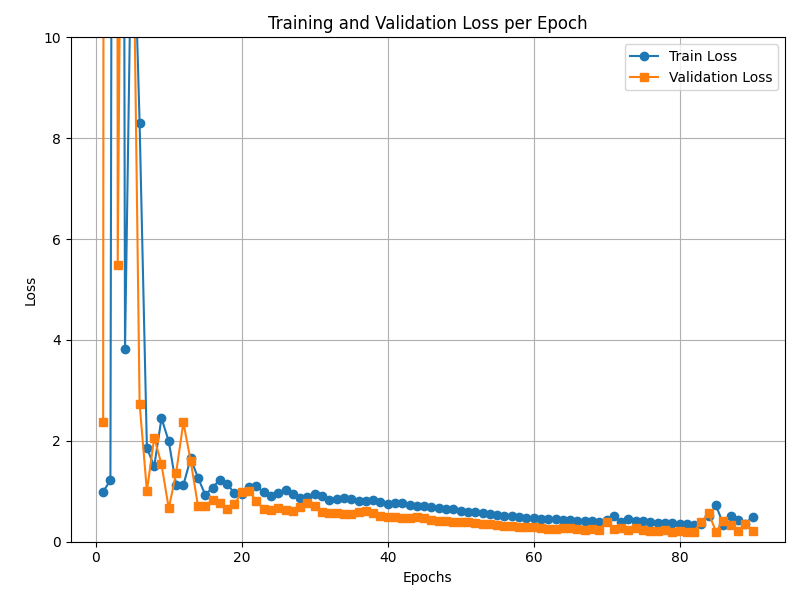 Training and Validation Loss per Epoch
Train Loss
Validation Loss
10
8
6
4
2
0
Loss
0 20 40 60 80
Epochs